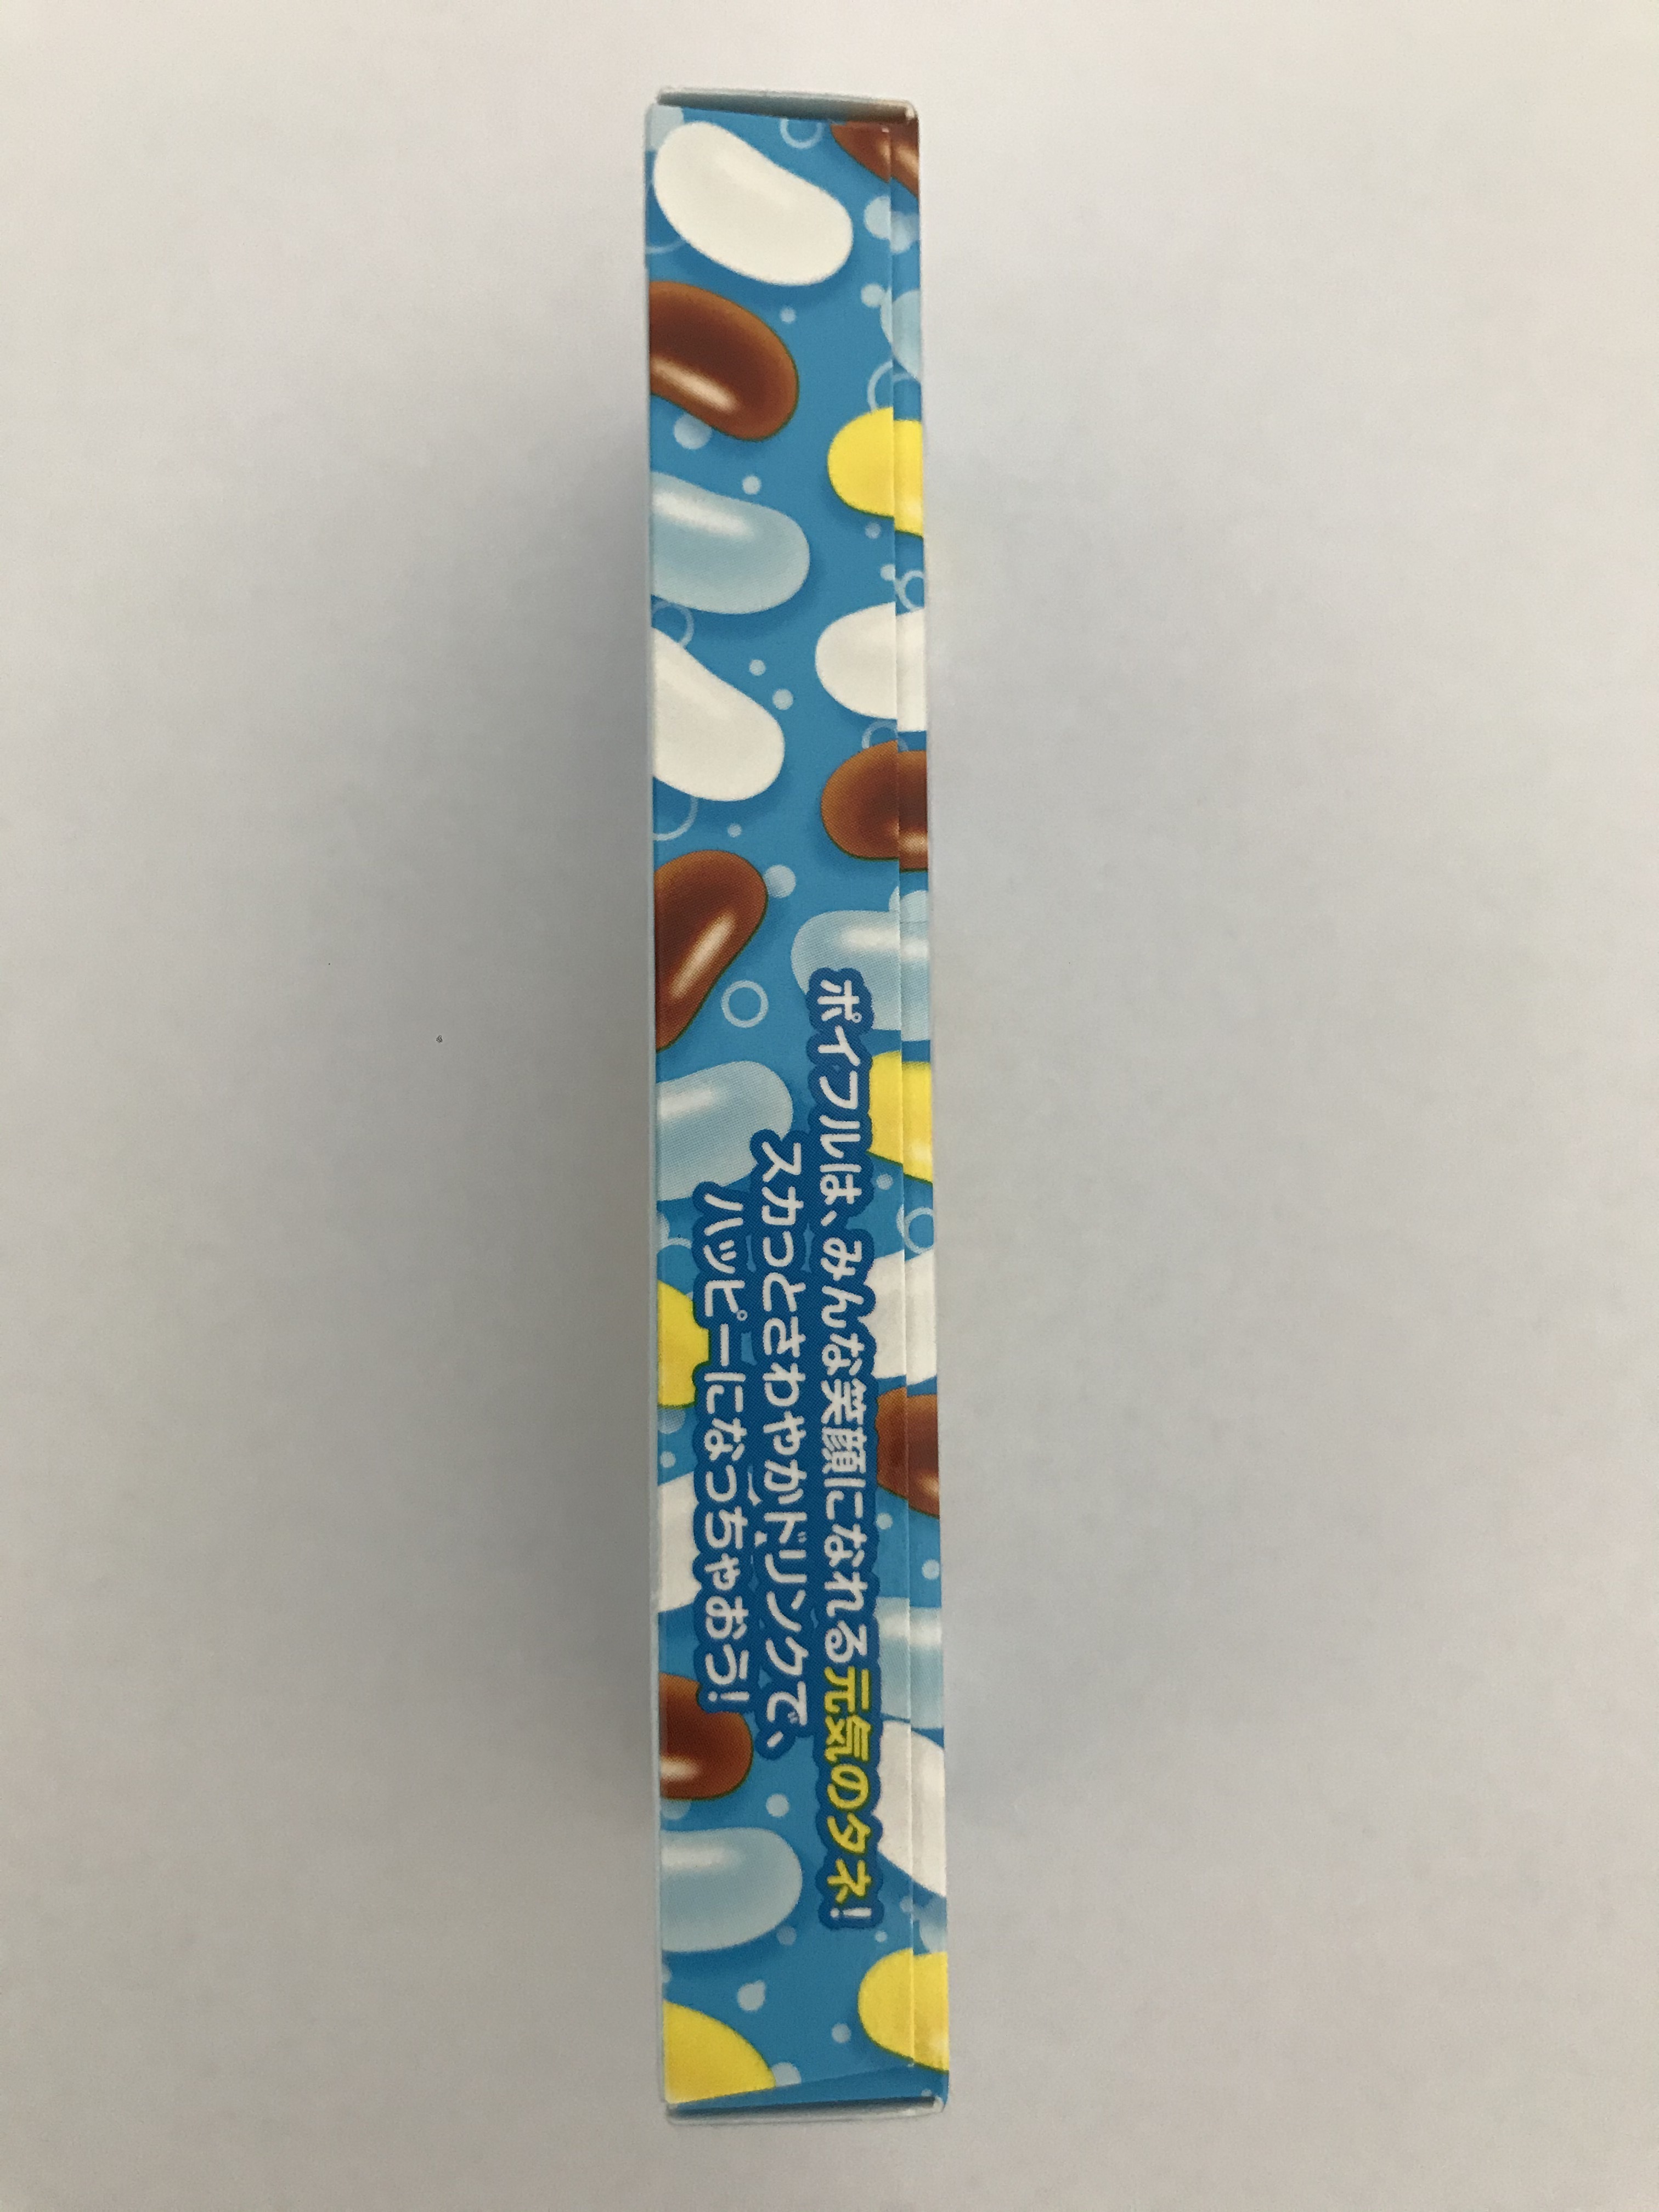 ポイフルは、みんな笑顔になれる元気のタネ!
スカっとさわやかドリンクで、
ハッピーになっちゃおう!